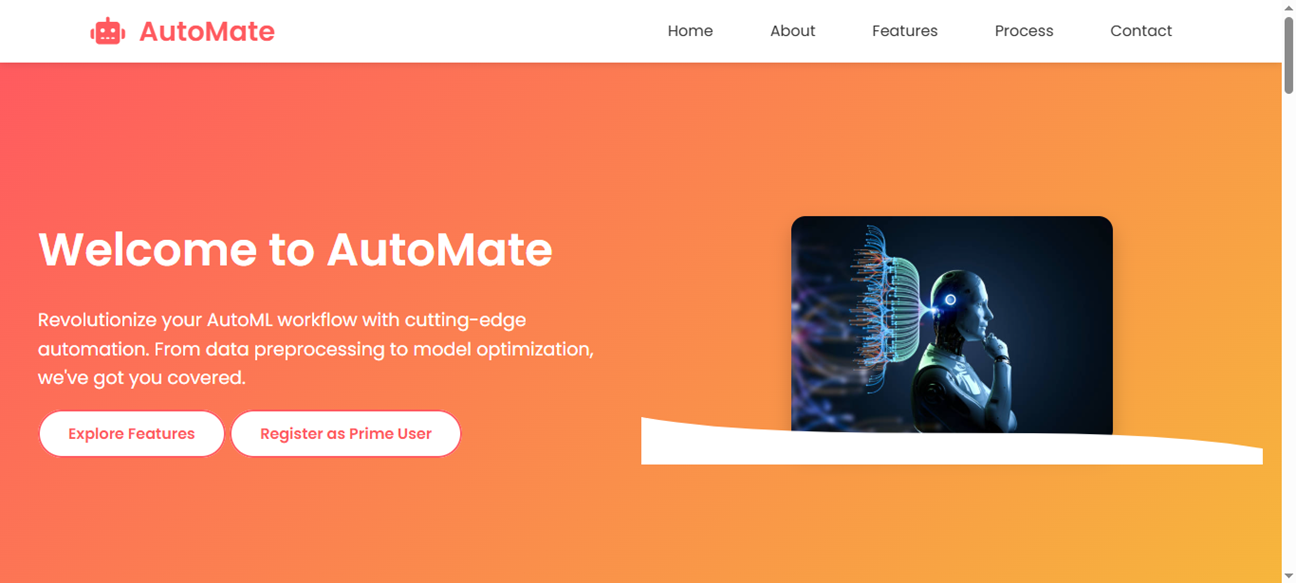 AutoMate
Home
About
Features
Process
Contact
Welcome to AutoMate
Revolutionize your AutoML workflow with cutting-edge
automation. From data preprocessing to model optimization,
we've got you covered.
Explore Features
Register as Prime User